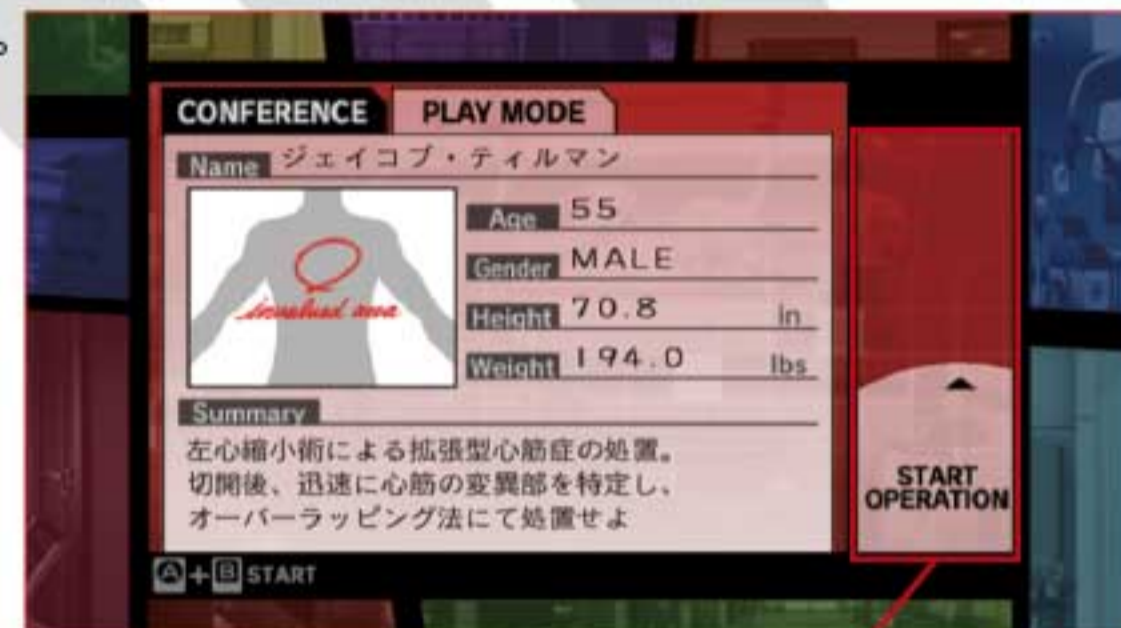 CONFERENCE PLAY MODE
Name ジェイコブ・ティルマン
Age 55
Gender MALE
Height 70.8 in
Weight 194.0 lbs
involved area
Summary
左心縮小術による拡張型心筋症の処置。
切開後、迅速に心筋の変異部を特定し、
オーバーラッピング法にて処置せよ
START
OPERATION
A+B START